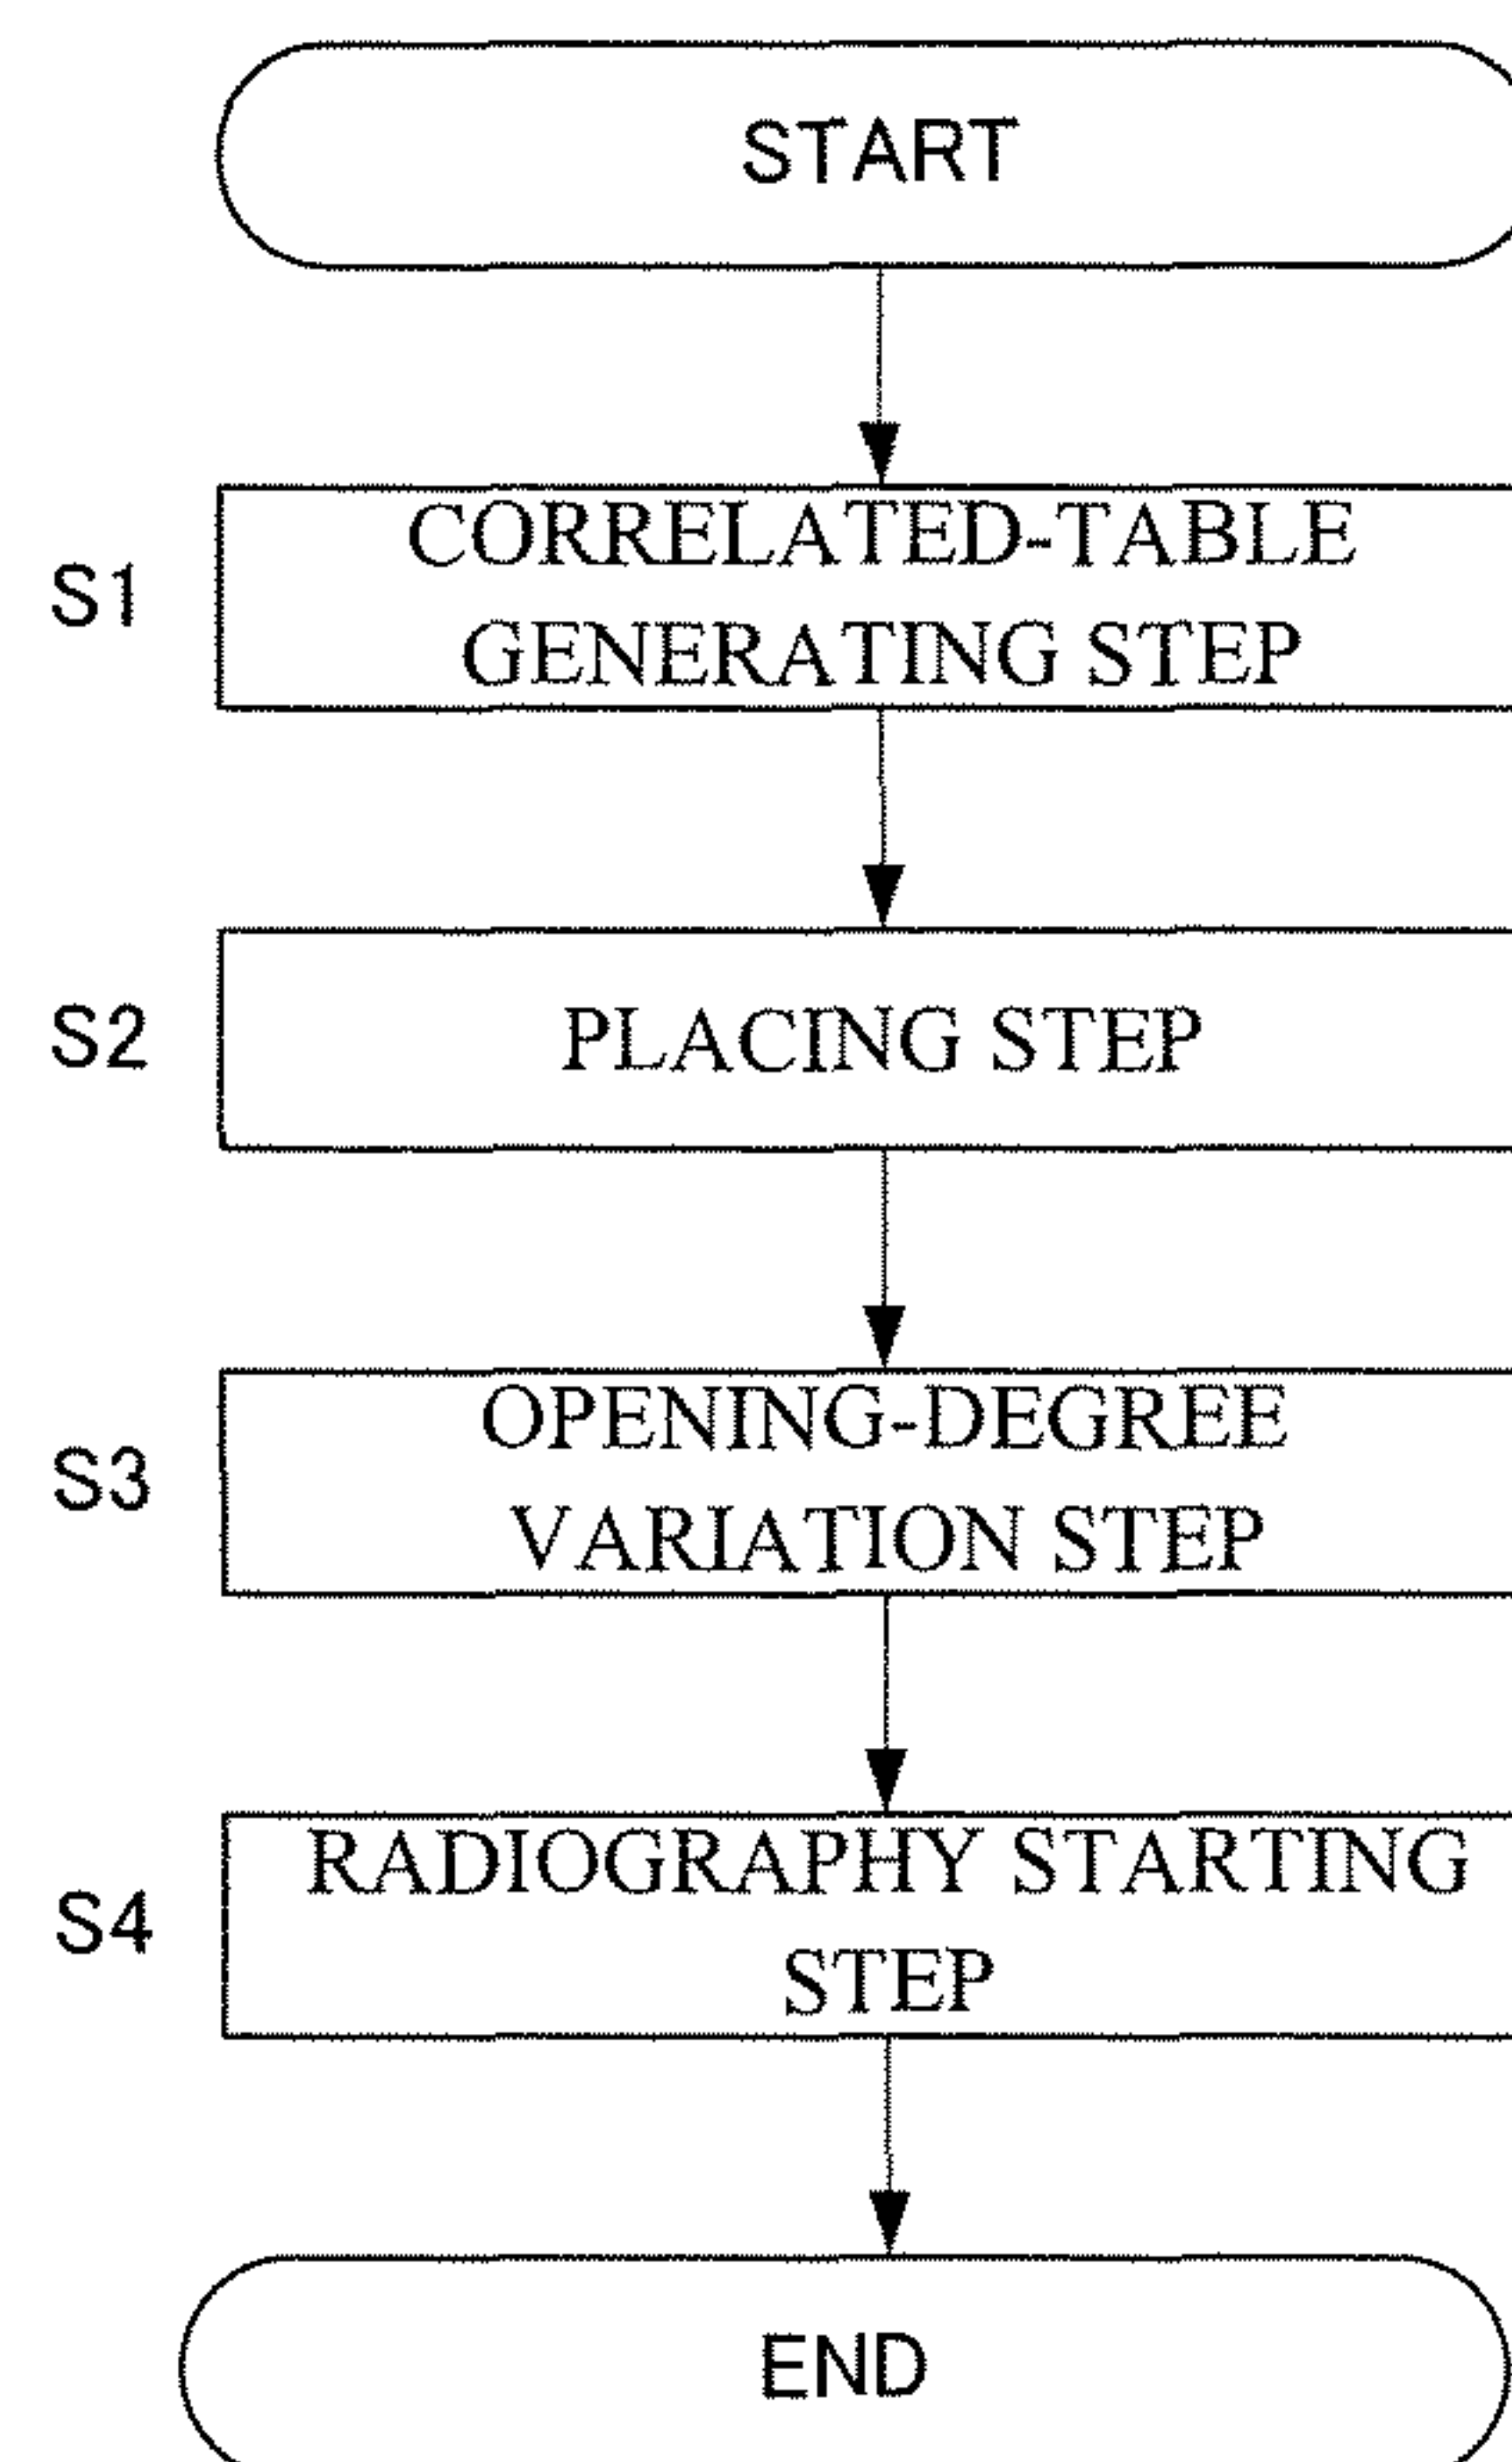 START
S1
CORRELATED-TABLE
GENERATING STEP
S2
PLACING STEP
S3
OPENING-DEGREE
VARIATION STEP
S4
RADIOGRAPHY STARTING
STEP
END